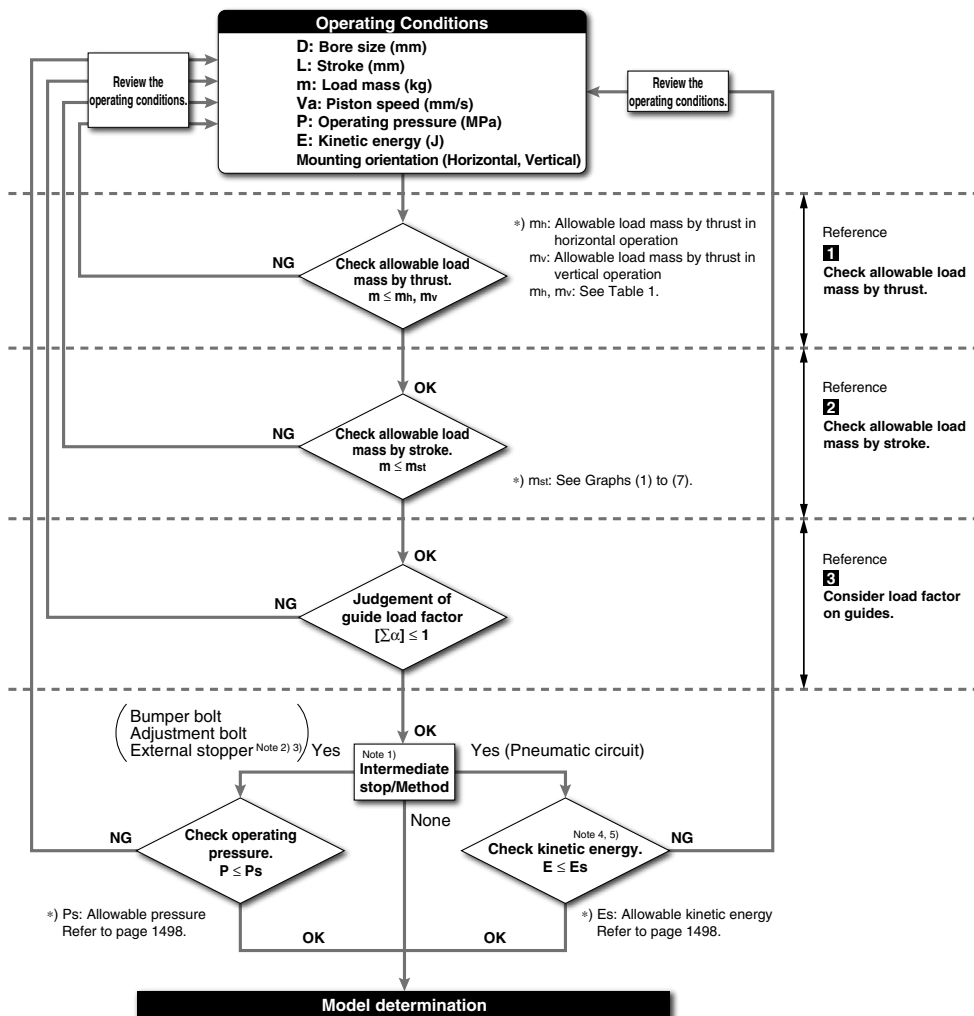 Operating Conditions
D: Bore size (mm)
L: Stroke (mm)
m: Load mass (kg)
Va: Piston speed (mm/s)
P: Operating pressure (MPa)
E: Kinetic energy (J)
Mounting orientation (Horizontal, Vertical)
Review the
operating conditions.
Review the
operating conditions.
NG
Check allowable load
mass by thrust.
m ≤ mh, mv
*) mh: Allowable load mass by thrust in
horizontal operation
mv: Allowable load mass by thrust in
vertical operation
mh, mv: See Table 1.
Reference
1
Check allowable load
mass by thrust.
OK
NG
Check allowable load
mass by stroke.
m ≤ mst
*) mst: See Graphs (1) to (7).
Reference
2
Check allowable load
mass by stroke.
OK
NG
Judgement of
guide load factor
[Σα] ≤ 1
Reference
3
Consider load factor
on guides.
OK
(Bumper bolt
Adjustment bolt
External stopper Note 2) 3)) Yes
Note 1)
Intermediate
stop/Method
Yes (Pneumatic circuit)
None
NG
Check operating
pressure.
P ≤ Ps
Note 4, 5)
Check kinetic energy.
E ≤ Es
NG
*) Ps: Allowable pressure
Refer to page 1498.
*) Es: Allowable kinetic energy
Refer to page 1498.
OK
OK
Model determination